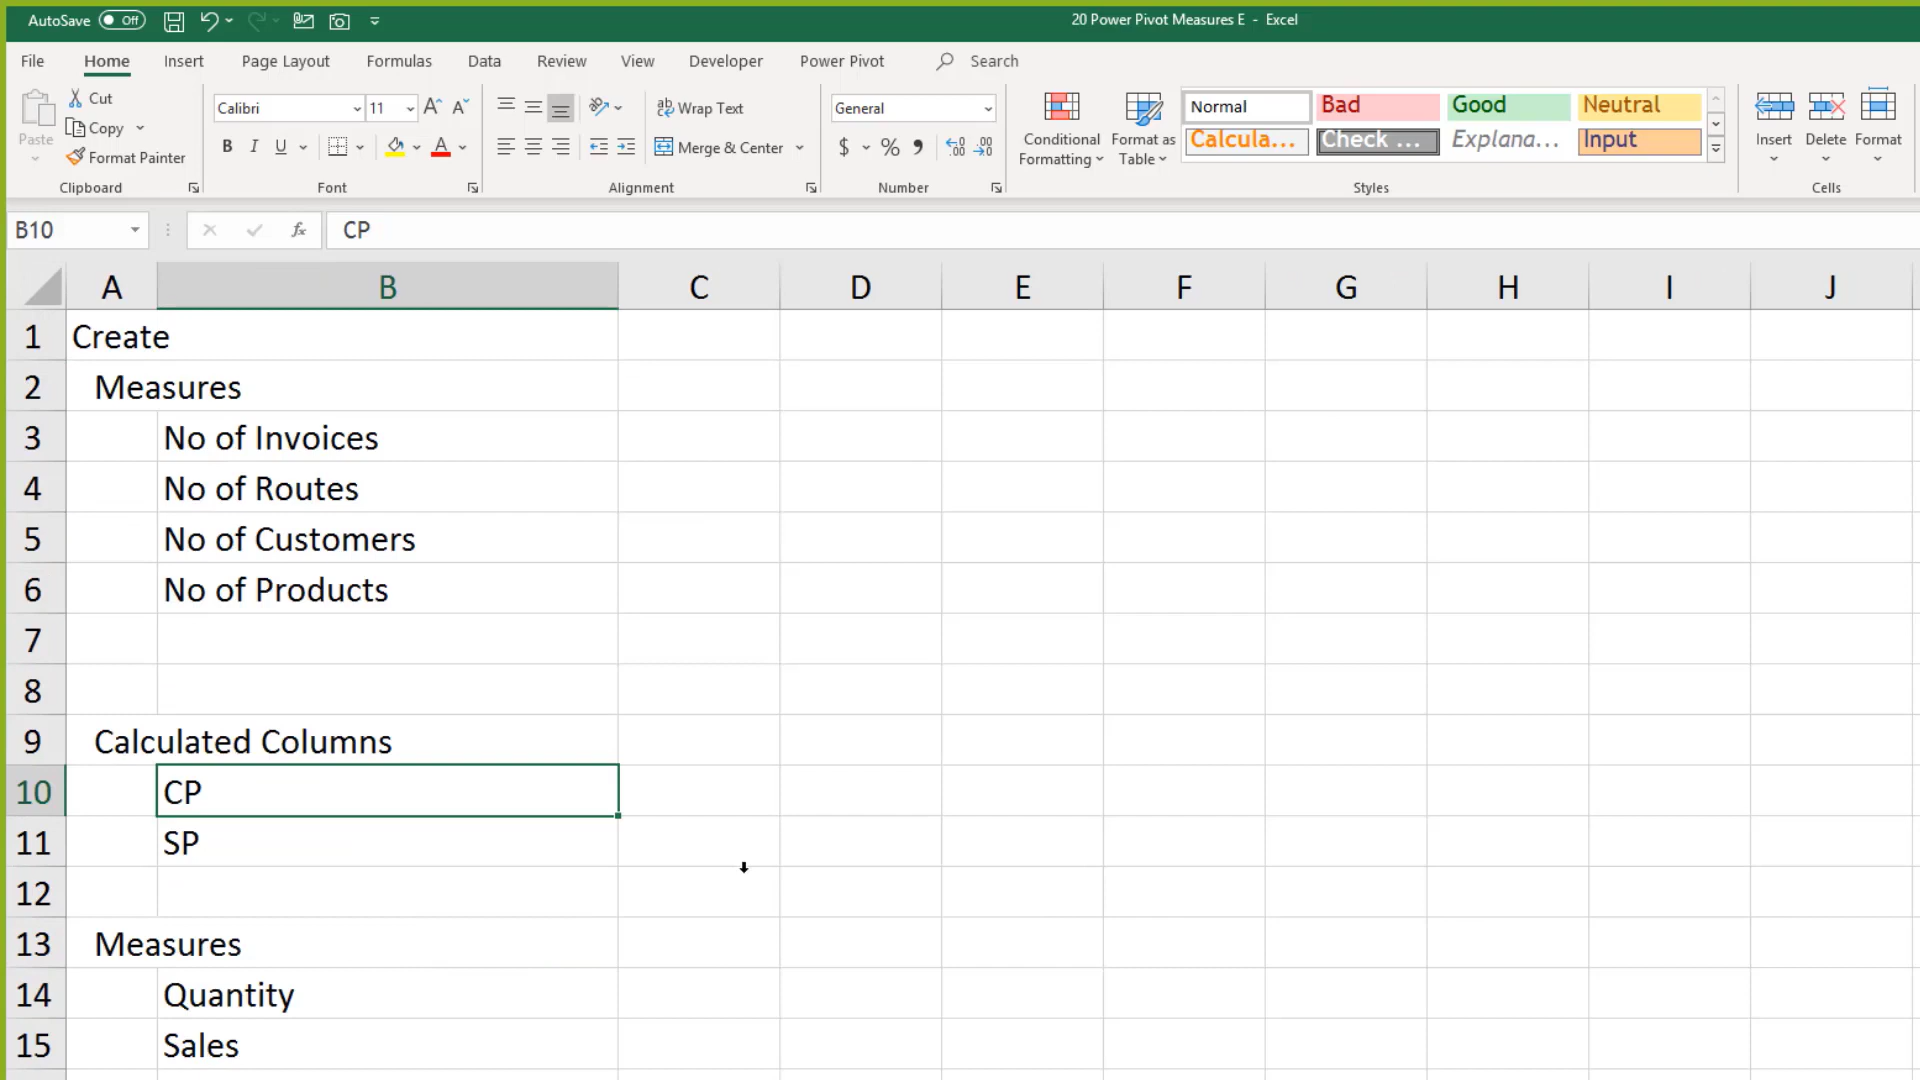 AutoSave Off 20 Power Pivot Measures E - Excel
File Home Insert Page Layout Formulas Data Review View Developer Power Pivot Search
Paste
Cut
Copy
Format Painter
Clipboard
Calibri 11
B I U
Font
Wrap Text
Merge & Center
Alignment
General
$ % 9
Number
Conditional Formatting
Format as Table
Normal Bad Good Neutral
Calcula... Check ... Explana... Input
Styles
Insert Delete Format
Cells
B10 fx CP
A B C D E F G H I J
1 Create
2 Measures
3 No of Invoices
4 No of Routes
5 No of Customers
6 No of Products
7
8
9 Calculated Columns
10 CP
11 SP
12
13 Measures
14 Quantity
15 Sales